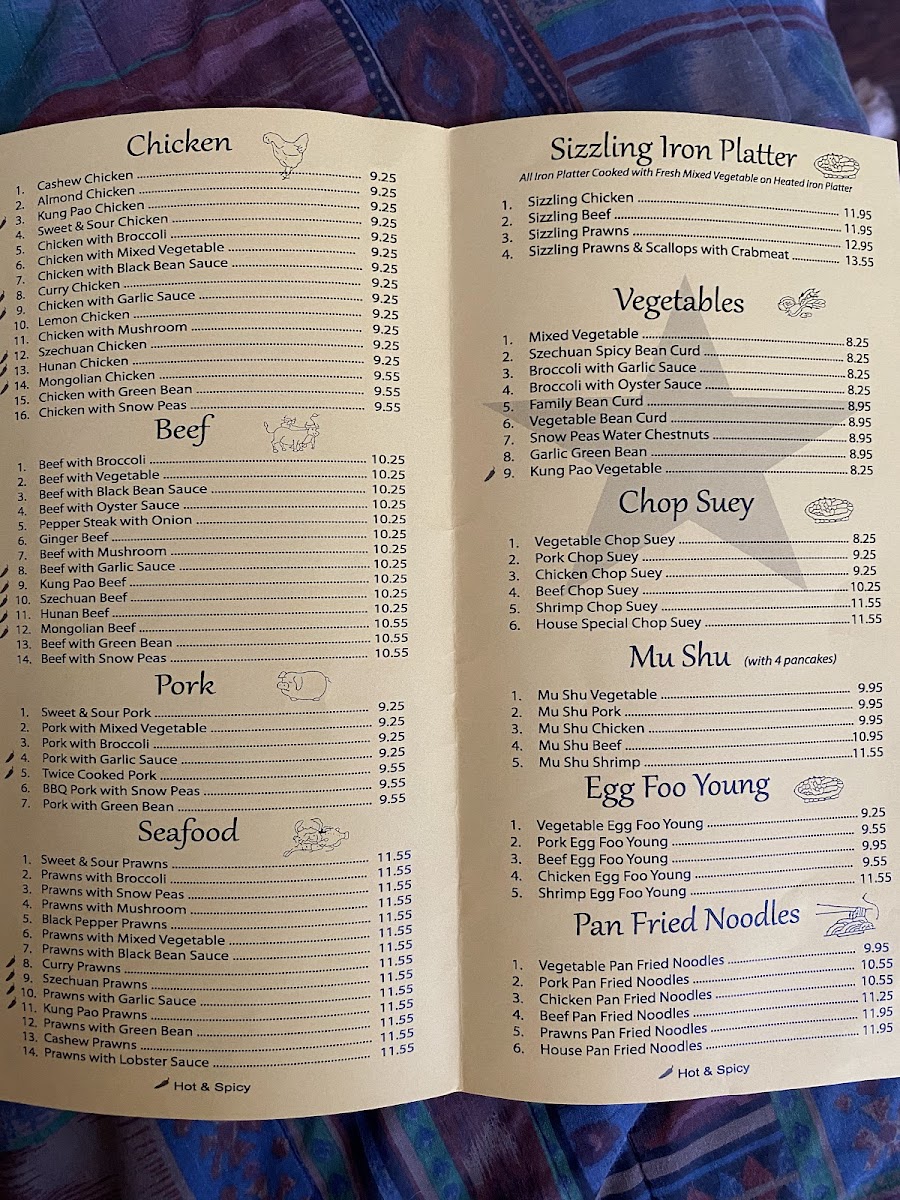 Chicken
1. Cashew Chicken 9.25
2. Almond Chicken 9.25
3. Kung Pao Chicken 9.25
4. Sweet & Sour Chicken 9.25
5. Chicken with Broccoli 9.25
6. Chicken with Mixed Vegetable 9.25
7. Chicken with Black Bean Sauce 9.25
8. Curry Chicken 9.25
9. Chicken with Garlic Sauce 9.25
10. Lemon Chicken 9.25
11. Chicken with Mushroom 9.25
12. Szechuan Chicken 9.25
13. Hunan Chicken 9.25
14. Mongolian Chicken 9.55
15. Chicken with Green Bean 9.55
16. Chicken with Snow Peas 9.55
Beef
1. Beef with Broccoli 10.25
2. Beef with Vegetable 10.25
3. Beef with Black Bean Sauce 10.25
4. Beef with Oyster Sauce 10.25
5. Pepper Steak with Onion 10.25
6. Ginger Beef 10.25
7. Beef with Mushroom 10.25
8. Beef with Garlic Sauce 10.25
9. Kung Pao Beef 10.25
10. Szechuan Beef 10.25
11. Hunan Beef 10.25
12. Mongolian Beef 10.55
13. Beef with Green Bean 10.55
14. Beef with Snow Peas 10.55
Pork
1. Sweet & Sour Pork 9.25
2. Pork with Mixed Vegetable 9.25
3. Pork with Broccoli 9.25
4. Pork with Garlic Sauce 9.25
5. Twice Cooked Pork 9.55
6. BBQ Pork with Snow Peas 9.55
7. Pork with Green Bean 9.55
Seafood
1. Sweet & Sour Prawns 11.55
2. Prawns with Broccoli 11.55
3. Prawns with Snow Peas 11.55
4. Prawns with Mushroom 11.55
5. Black Pepper Prawns 11.55
6. Prawns with Mixed Vegetable 11.55
7. Prawns with Black Bean Sauce 11.55
8. Curry Prawns 11.55
9. Szechuan Prawns 11.55
10. Prawns with Garlic Sauce 11.55
11. Kung Pao Prawns 11.55
12. Prawns with Green Bean 11.55
13. Cashew Prawns 11.55
14. Prawns with Lobster Sauce 11.55
Hot & Spicy
Sizzling Iron Platter
All Iron Platter Cooked with Fresh Mixed Vegetable on Heated Iron Platter
1. Sizzling Chicken 11.95
2. Sizzling Beef 11.95
3. Sizzling Prawns 12.95
4. Sizzling Prawns & Scallops with Crabmeat 13.55
Vegetables
1. Mixed Vegetable 8.25
2. Szechuan Spicy Bean Curd 8.25
3. Broccoli with Garlic Sauce 8.25
4. Broccoli with Oyster Sauce 8.25
5. Family Bean Curd 8.95
6. Vegetable Bean Curd 8.95
7. Snow Peas Water Chestnuts 8.95
8. Garlic Green Bean 8.95
9. Kung Pao Vegetable 8.25
Chop Suey
1. Vegetable Chop Suey 8.25
2. Pork Chop Suey 9.25
3. Chicken Chop Suey 9.25
4. Beef Chop Suey 10.25
5. Shrimp Chop Suey 11.55
6. House Special Chop Suey 11.55
Mu Shu (with 4 pancakes)
1. Mu Shu Vegetable 9.95
2. Mu Shu Pork 9.95
3. Mu Shu Chicken 9.95
4. Mu Shu Beef 10.95
5. Mu Shu Shrimp 11.55
Egg Foo Young
1. Vegetable Egg Foo Young 9.25
2. Pork Egg Foo Young 9.55
3. Beef Egg Foo Young 9.95
4. Chicken Egg Foo Young 9.55
5. Shrimp Egg Foo Young 11.55
Pan Fried Noodles
1. Vegetable Pan Fried Noodles 9.95
2. Pork Pan Fried Noodles 10.55
3. Chicken Pan Fried Noodles 10.55
4. Beef Pan Fried Noodles 11.25
5. Prawns Pan Fried Noodles 11.95
6. House Pan Fried Noodles 11.95
Hot & Spicy